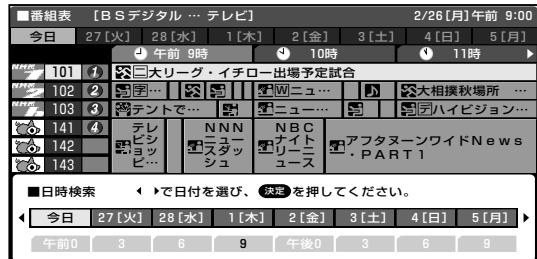 ■番組表 [BSデジタル … テレビ] 2/26[月]午前 9:00
今日 27[火] 28[水] 1[木] 2[金] 3[土] 4[日] 5[月]
午前 9時 10時 11時
101 1 二大リーグ・イチロー出場予定試合
102 2 字… Wニュ… 大相撲秋場所 …
103 3 テントで… ニュー… デハイビジョン…
141 4 テレビショッピ… NNNニュースダッシュ NBCナイトリーニュース アフタヌーンワイドNews・PART1
142
143
■日時検索 で日付を選び、決定を押してください。
今日 27[火] 28[水] 1[木] 2[金] 3[土] 4[日] 5[月]
午前0 3 6 9 午後0 3 6 9